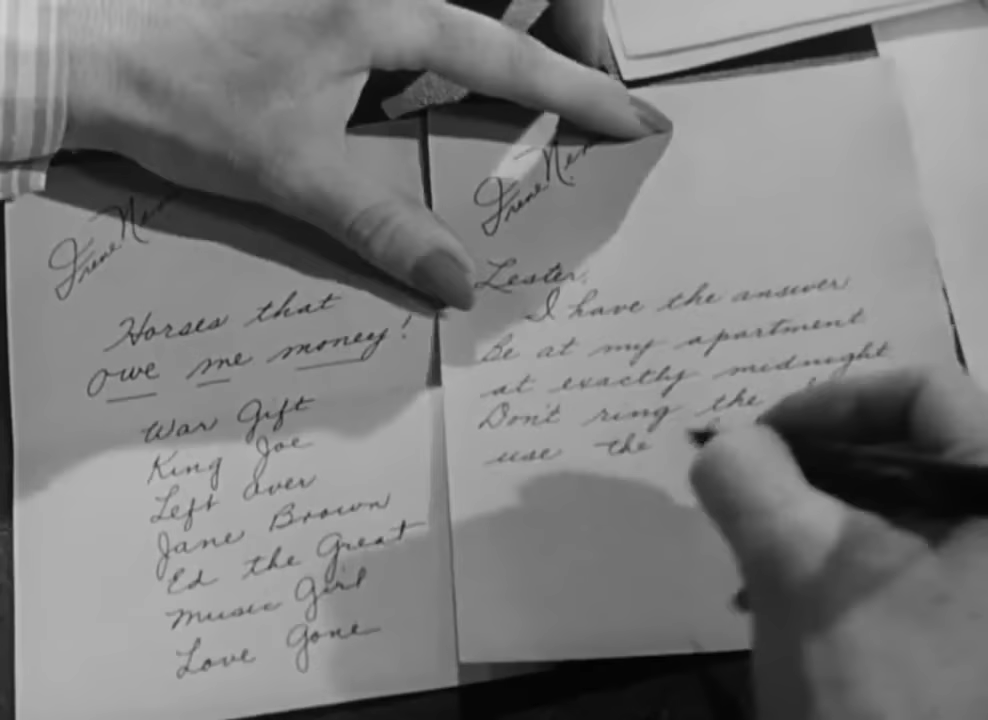 Irene
Horses that
owe me money!
War Gift
King Joe
Left Over
Jane Brown
Ed the Great
Music Girl
Love Gone
Irene
Lester,
I have the answer
Be at my apartment
at exactly midnight
Don't ring the
use the